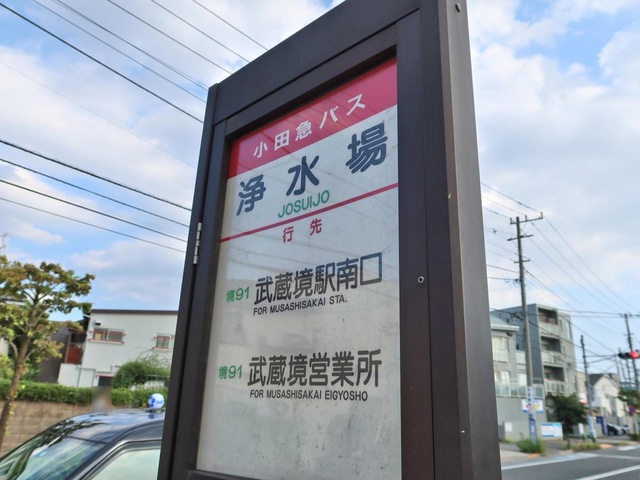 小田急バス
浄水場
JOSUIJO
行先
境91 武蔵境駅南口
FOR MUSASHISAKAI STA.
境91 武蔵境営業所
FOR MUSASHISAKAI EIGYOSHO